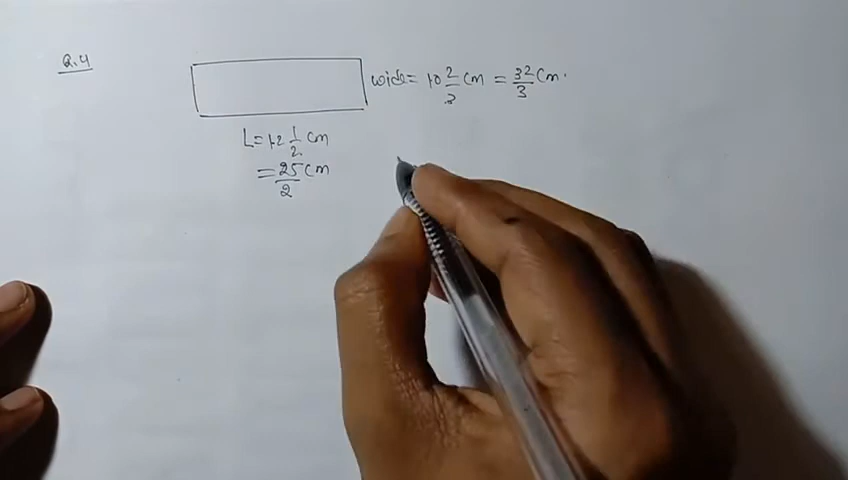 Q.4
wide = 10 2/3 cm = 32/3 cm.
L = 12 1/2 cm
= 25/2 cm